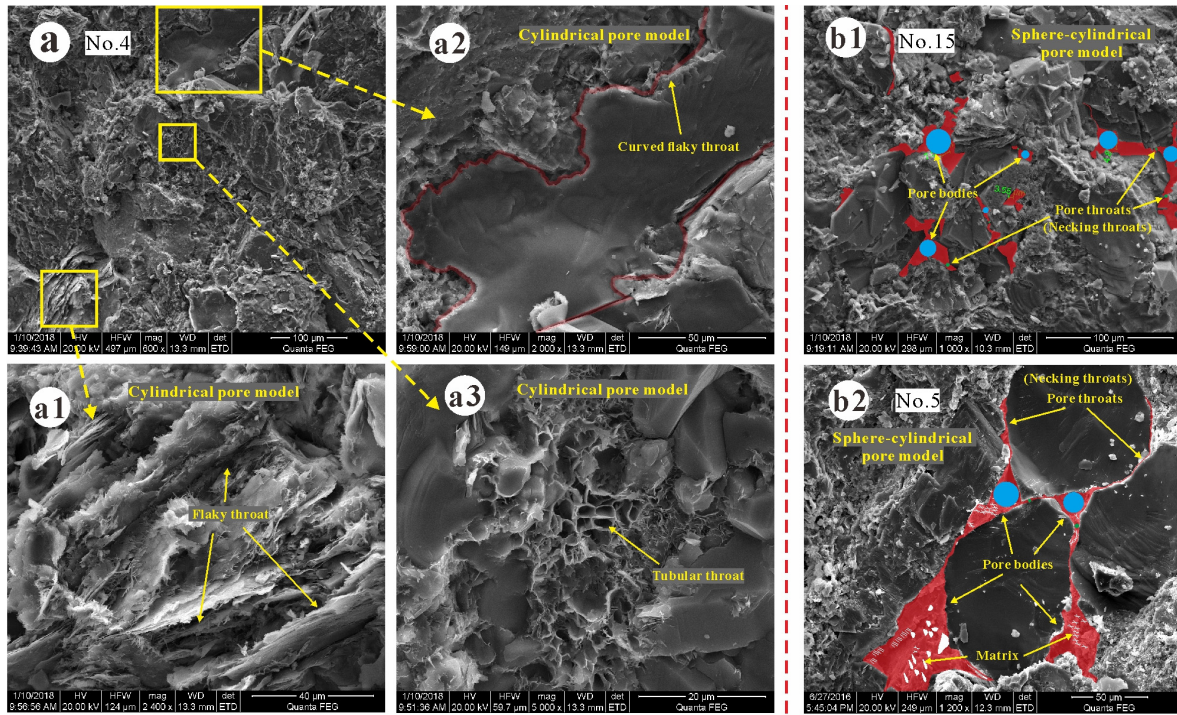 a
No.4
1/10/2018 HV HFW mag WD det 100 µm
9:39:43 AM 20.00 kV 497 µm 600 x 13.3 mm ETD Quanta FEG
a2
Cylindrical pore model
Curved flaky throat
1/10/2018 HV HFW mag WD det 50 µm
9:59:00 AM 20.00 kV 149 µm 2 000 x 13.3 mm ETD Quanta FEG
b1
No.15
Sphere-cylindrical
pore model
Pore bodies
3.58
Pore throats
(Necking throats)
1/10/2018 HV HFW mag WD det 100 µm
9:19:11 AM 20.00 kV 298 µm 1 000 x 12.3 mm ETD Quanta FEG
a1
Cylindrical pore model
Flaky throat
1/10/2018 HV HFW mag WD det 40 µm
9:56:56 AM 20.00 kV 124 µm 2 400 x 13.3 mm ETD Quanta FEG
a3
Cylindrical pore model
Tubular throat
1/10/2018 HV HFW mag WD det 20 µm
9:51:36 AM 20.00 kV 59.7 µm 5 000 x 13.3 mm ETD Quanta FEG
b2
No.5
(Necking throats)
Pore throats
Sphere-cylindrical
pore model
Pore bodies
Matrix
6/27/2016 HV HFW mag WD det 50 µm
5:45:04 PM 20.00 kV 249 µm 1 200 x 12.9 mm ETD Quanta FEG